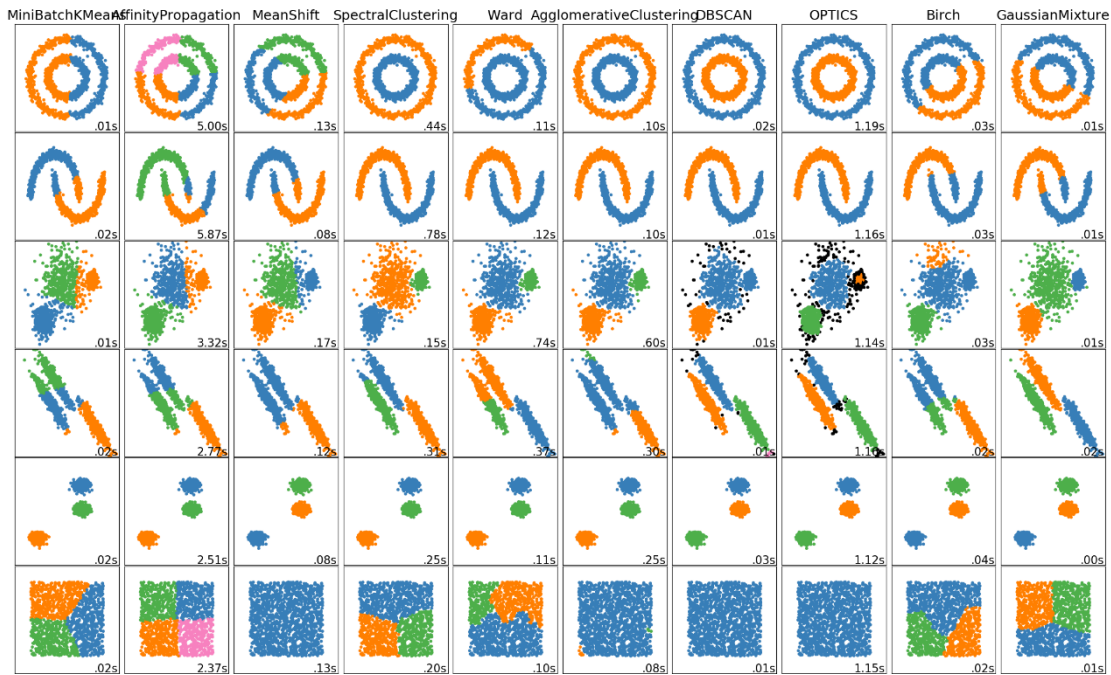 MiniBatchKMeans AffinityPropagation MeanShift SpectralClustering Ward AgglomerativeClustering DBSCAN OPTICS Birch GaussianMixture
.01s 5.00s .13s .44s .11s .10s .02s 1.19s .03s .01s
.02s 5.87s .08s .78s .12s .10s .01s 1.16s .03s .01s
.01s 3.32s .17s .15s .74s .60s .01s 1.14s .03s .01s
.02s 2.77s .12s .31s .37s .30s .01s 1.10s .02s .02s
.02s 2.51s .08s .25s .11s .25s .03s 1.12s .04s .00s
.02s 2.37s .13s .20s .10s .08s .01s 1.15s .02s .01s